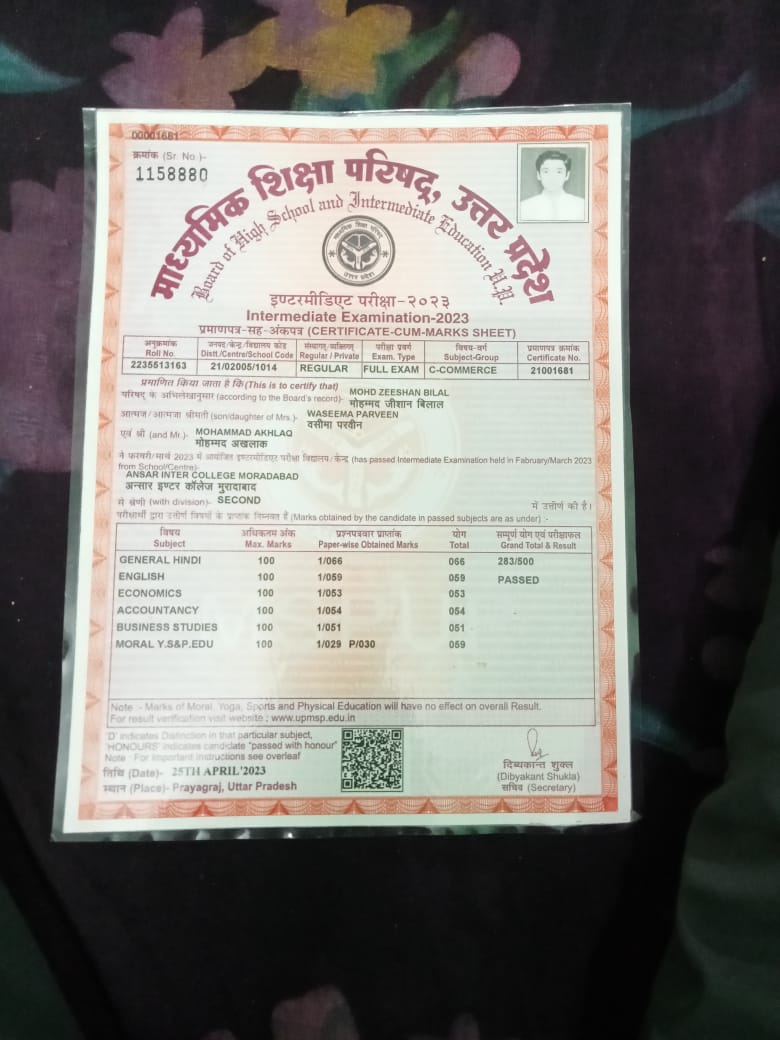 00001681
क्रमांक (Sr. No.)-
1158880
माध्यमिक शिक्षा परिषद्, उत्तर प्रदेश
Board of High School and Intermediate Education U.P.
माध्यमिक शिक्षा परिषद्
उत्तर प्रदेश
इण्टरमीडिएट परीक्षा-२०२३
Intermediate Examination-2023
प्रमाणपत्र-सह-अंकपत्र (CERTIFICATE-CUM-MARKS SHEET)
अनुक्रमांक जनपद/केन्द्र/विद्यालय कोड संस्थागत/व्यक्तिगत परीक्षा प्रवर्ग विषय-वर्ग प्रमाणपत्र क्रमांक
Roll No. Distt./Centre/School Code Regular / Private Exam. Type Subject-Group Certificate No.
2235513163 21/02005/1014 REGULAR FULL EXAM C-COMMERCE 21001681
प्रमाणित किया जाता है कि (This is to certify that)
परिषद के अभिलेखानुसार (according to the Board's record)- MOHD ZEESHAN BILAL
मोहम्मद जीशान बिलाल
आत्मज/आत्मजा श्रीमती (son/daughter of Mrs.)- WASEEMA PARVEEN
वसीमा परवीन
एवं श्री (and Mr.)- MOHAMMAD AKHLAQ
मोहम्मद अखलाक
ने फरवरी/मार्च 2023 में आयोजित इण्टरमीडिएट परीक्षा विद्यालय/केन्द्र (has passed Intermediate Examination held in Fabruary/March 2023
from School/Centre)-
ANSAR INTER COLLEGE MORADABAD
अन्सार इण्टर कॉलेज मुरादाबाद
से श्रेणी (with division)- SECOND में उत्तीर्ण की है।
परीक्षार्थी द्वारा उत्तीर्ण विषयों के प्राप्तांक निम्नवत हैं (Marks obtained by the candidate in passed subjects are as under) :-
विषय अधिकतम अंक प्रश्नपत्रवार प्राप्तांक योग सम्पूर्ण योग एवं परीक्षाफल
Subject Max. Marks Paper-wise Obtained Marks Total Grand Total & Result
GENERAL HINDI 100 1/066 066 283/500
ENGLISH 100 1/059 059 PASSED
ECONOMICS 100 1/053 053
ACCOUNTANCY 100 1/054 054
BUSINESS STUDIES 100 1/051 051
MORAL Y.S&P.EDU 100 1/029 P/030 059
Note :- Marks of Moral, Yoga, Sports and Physical Education will have no effect on overall Result.
For result verification visit website : www.upmsp.edu.in
'D' indicates Distinction in that particular subject,
'HONOURS' indicates candidate "passed with honour"
Note : For important instructions see overleaf
तिथि (Date)- 25TH APRIL'2023
स्थान (Place)- Prayagraj, Uttar Pradesh
दिब्यकान्त शुक्ल
(Dibyakant Shukla)
सचिव (Secretary)